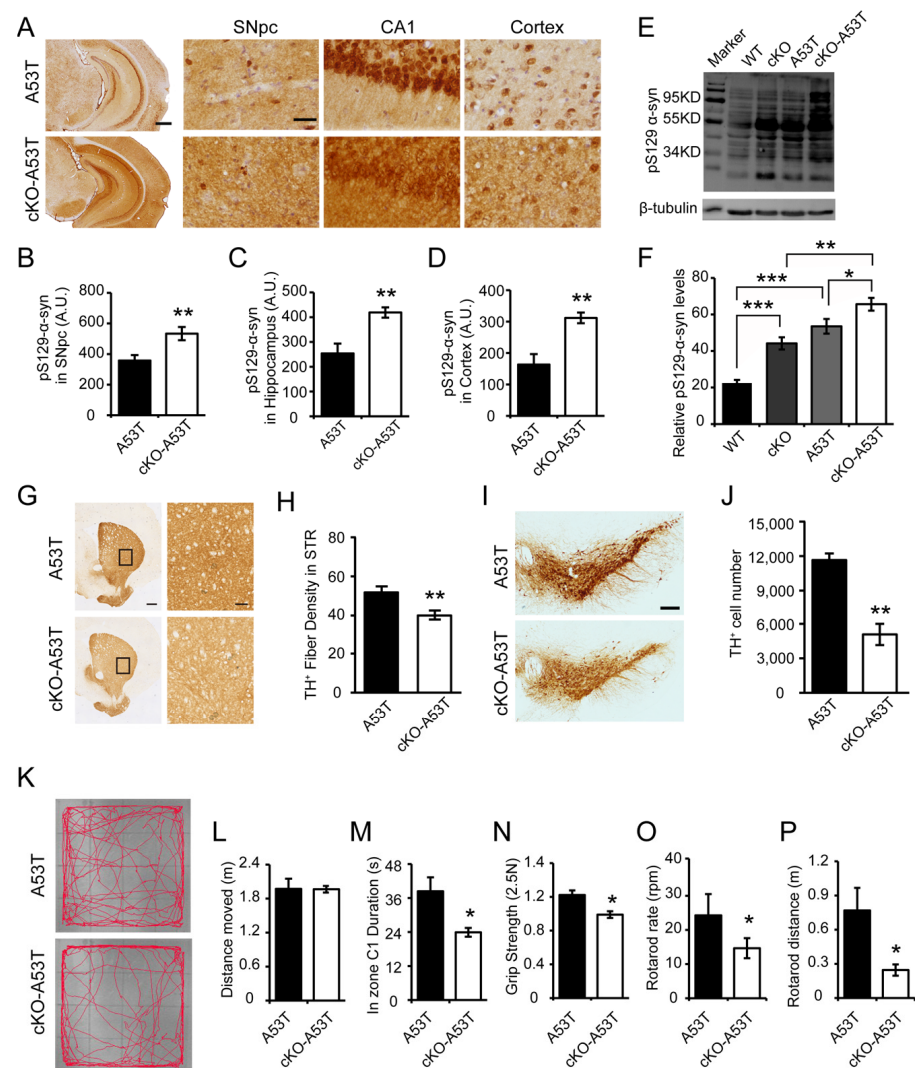 A
SNpc
CA1
Cortex
A53T
cKO-A53T
B
pS129-α-syn
in SNpc (A.U.)
800
600
400
200
0
**
A53T
cKO-A53T
C
pS129-α-syn
in Hippocampus (A.U.)
500
400
300
200
100
0
**
A53T
cKO-A53T
D
pS129-α-syn
in Cortex (A.U.)
400
300
200
100
0
**
A53T
cKO-A53T
E
Marker
WT
cKO
A53T
cKO-A53T
pS129 α-syn
95KD
55KD
34KD
β-tubulin
F
Relative pS129-α-syn levels
80
60
40
20
0
***
***
**
*
WT
cKO
A53T
cKO-A53T
G
A53T
cKO-A53T
H
TH⁺ Fiber Density in STR
80
60
40
20
0
**
A53T
cKO-A53T
I
A53T
cKO-A53T
J
TH⁺ cell number
15,000
12,000
9,000
6,000
3,000
0
**
A53T
cKO-A53T
K
A53T
cKO-A53T
L
Distance moved (m)
2.4
1.8
1.2
0.6
0
A53T
cKO-A53T
M
In zone C1 Duration (s)
48
36
24
12
0
*
A53T
cKO-A53T
N
Grip Strength (2.5N)
1.6
1.2
0.8
0.4
0
*
A53T
cKO-A53T
O
Rotarod rate (rpm)
40
30
20
10
0
*
A53T
cKO-A53T
P
Rotarod distance (m)
1.2
0.9
0.6
0.3
0
*
A53T
cKO-A53T